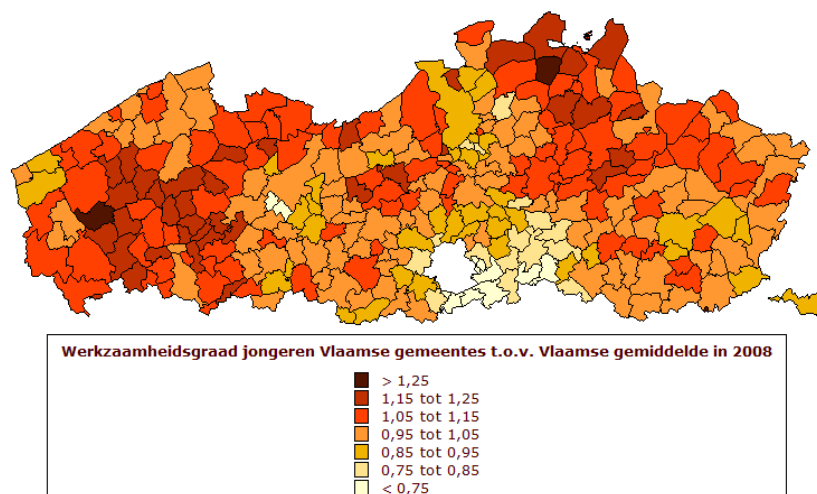 Werkzaamheidsgraad jongeren Vlaamse gemeentes t.o.v. Vlaamse gemiddelde in 2008
> 1,25
1,15 tot 1,25
1,05 tot 1,15
0,95 tot 1,05
0,85 tot 0,95
0,75 tot 0,85
< 0,75